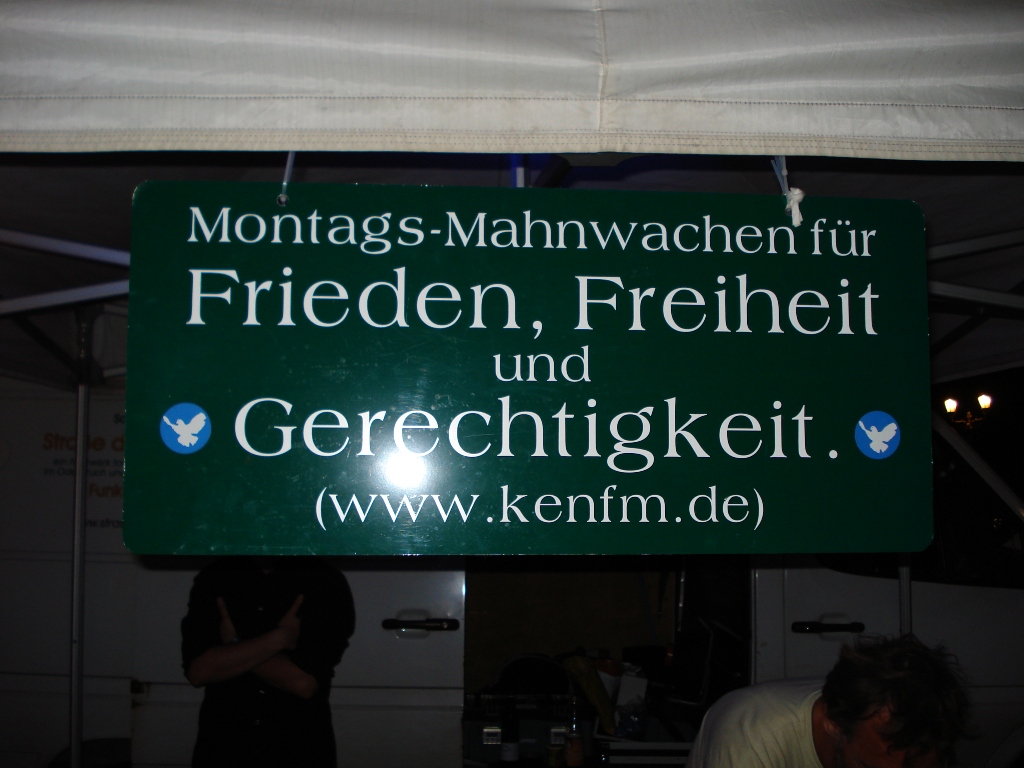 Montags-Mahnwachen für
Frieden, Freiheit
und
Gerechtigkeit.
(www.kenfm.de)